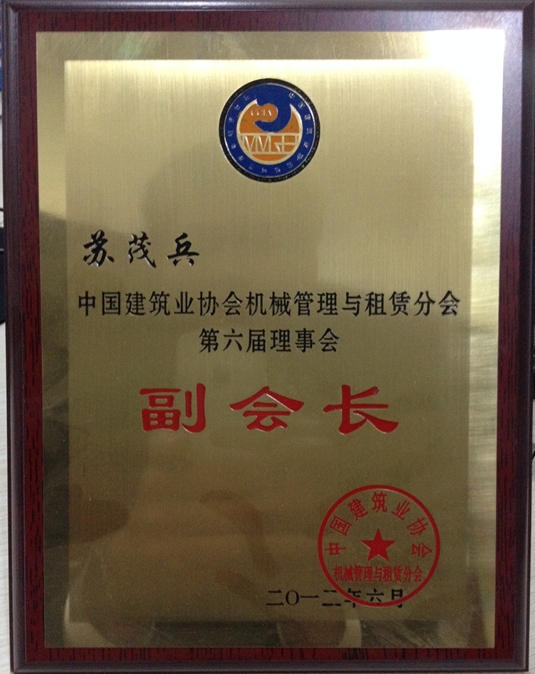 苏茂兵
中国建筑业协会机械管理与租赁分会
第六届理事会
副会长
中国建筑业协会
机械管理与租赁分会
二〇一二年六月